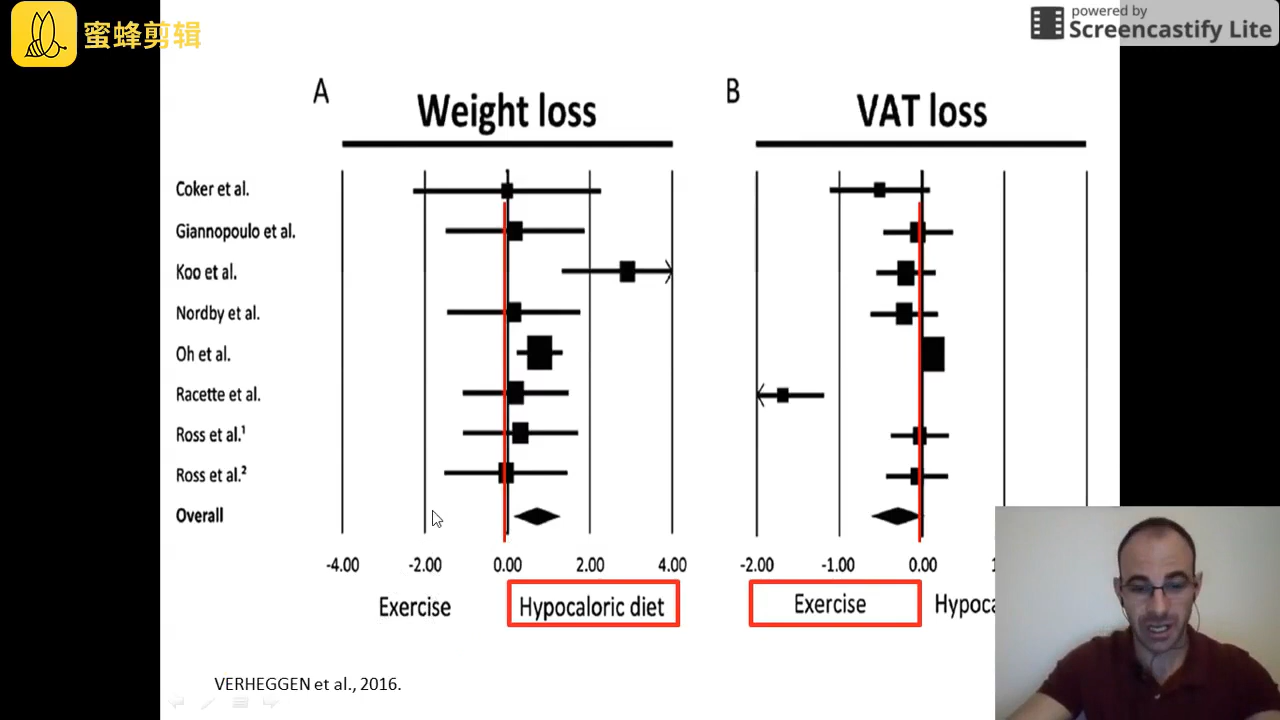 蜜蜂剪辑
powered by
Screencastify Lite
A
Weight loss
B
VAT loss
Coker et al.
Giannopoulo et al.
Koo et al.
Nordby et al.
Oh et al.
Racette et al.
Ross et al.¹
Ross et al.²
Overall
-4.00 -2.00 0.00 2.00 4.00
-2.00 -1.00 0.00
Exercise Hypocaloric diet
Exercise
VERHEGGEN et al., 2016.